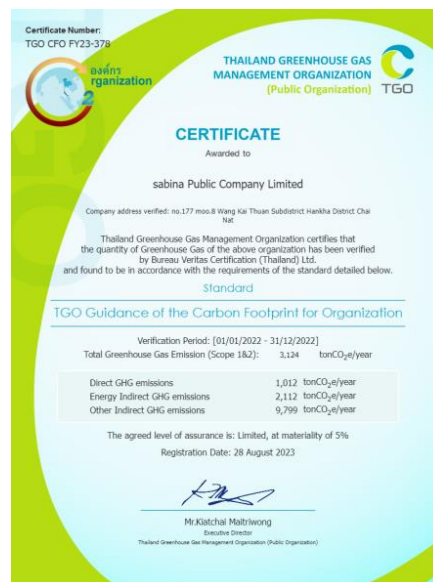 Certificate Number:
TGO CFO FY23-378
องค์กร
rganization
2
THAILAND GREENHOUSE GAS
MANAGEMENT ORGANIZATION
(Public Organization)
TGO
CERTIFICATE
Awarded to
sabina Public Company Limited
Company address verified: no.177 moo.8 Wang Kai Thuan Subdistrict Hankha District Chai
Nat
Thailand Greenhouse Gas Management Organization certifies that
the quantity of Greenhouse Gas of the above organization has been verified
by Bureau Veritas Certification (Thailand) Ltd.
and found to be in accordance with the requirements of the standard detailed below.
Standard
TGO Guidance of the Carbon Footprint for Organization
Verification Period: [01/01/2022 - 31/12/2022]
Total Greenhouse Gas Emission (Scope 1&2): 3,124 tonCO2e/year
Direct GHG emissions 1,012 tonCO2e/year
Energy Indirect GHG emissions 2,112 tonCO2e/year
Other Indirect GHG emissions 9,799 tonCO2e/year
The agreed level of assurance is: Limited, at materiality of 5%
Registration Date: 28 August 2023
Mr.Kiatchai Maitriwong
Executive Director
Thailand Greenhouse Gas Management Organization (Public Organization)